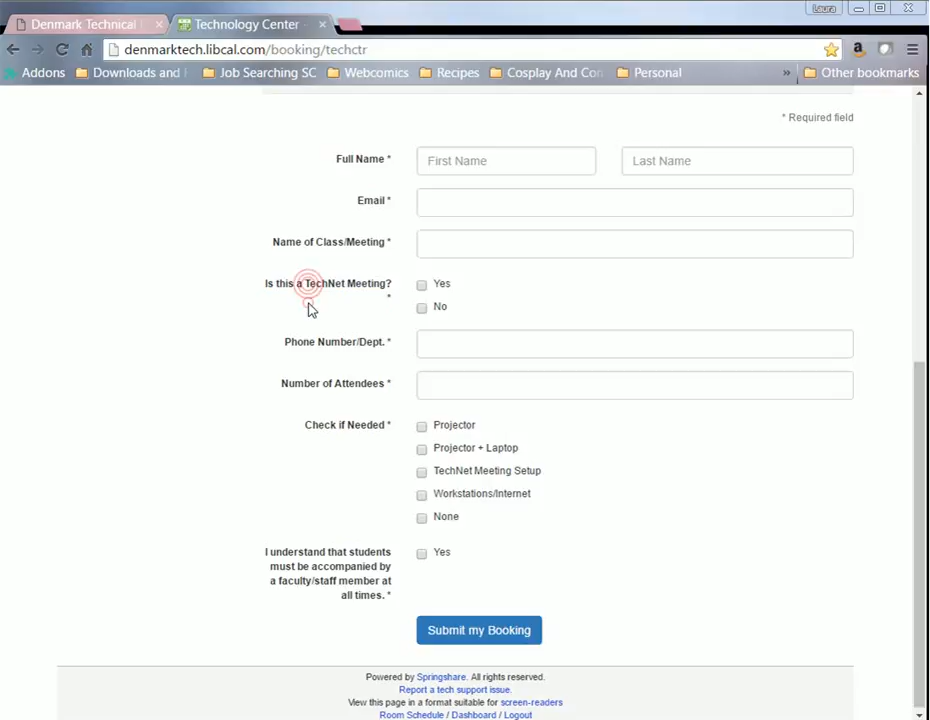 Laura
Denmark Technical
Technology Center -
denmarktech.libcal.com/booking/techctr
Addons Downloads and Job Searching SC Webcomics Recipes Cosplay And Con Personal » Other bookmarks
* Required field
Full Name * First Name Last Name
Email *
Name of Class/Meeting *
Is this a TechNet Meeting? Yes
*
No
Phone Number/Dept. *
Number of Attendees *
Check if Needed * Projector
Projector + Laptop
TechNet Meeting Setup
Workstations/Internet
None
I understand that students Yes
must be accompanied by
a faculty/staff member at
all times. *
Submit my Booking
Powered by Springshare. All rights reserved.
Report a tech support issue.
View this page in a format suitable for screen-readers
Room Schedule / Dashboard / Logout